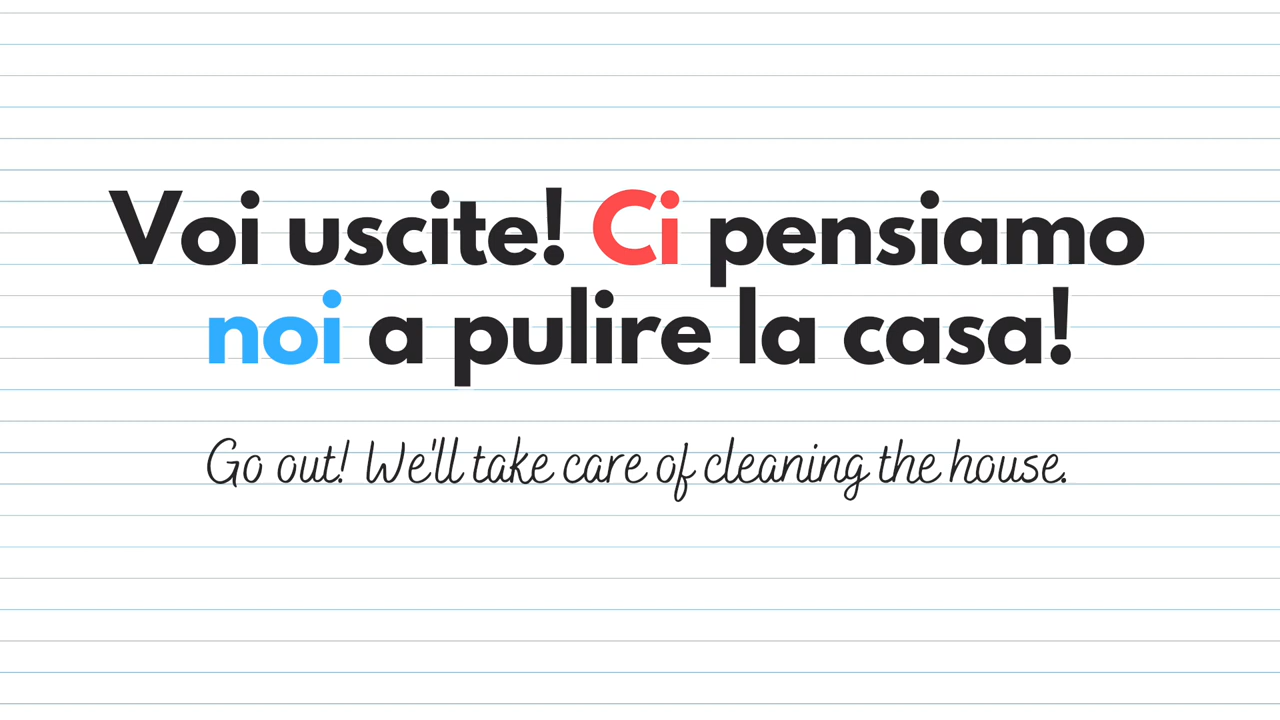 Voi uscite! Ci pensiamo
noi a pulire la casa!
Go out! We'll take care of cleaning the house.